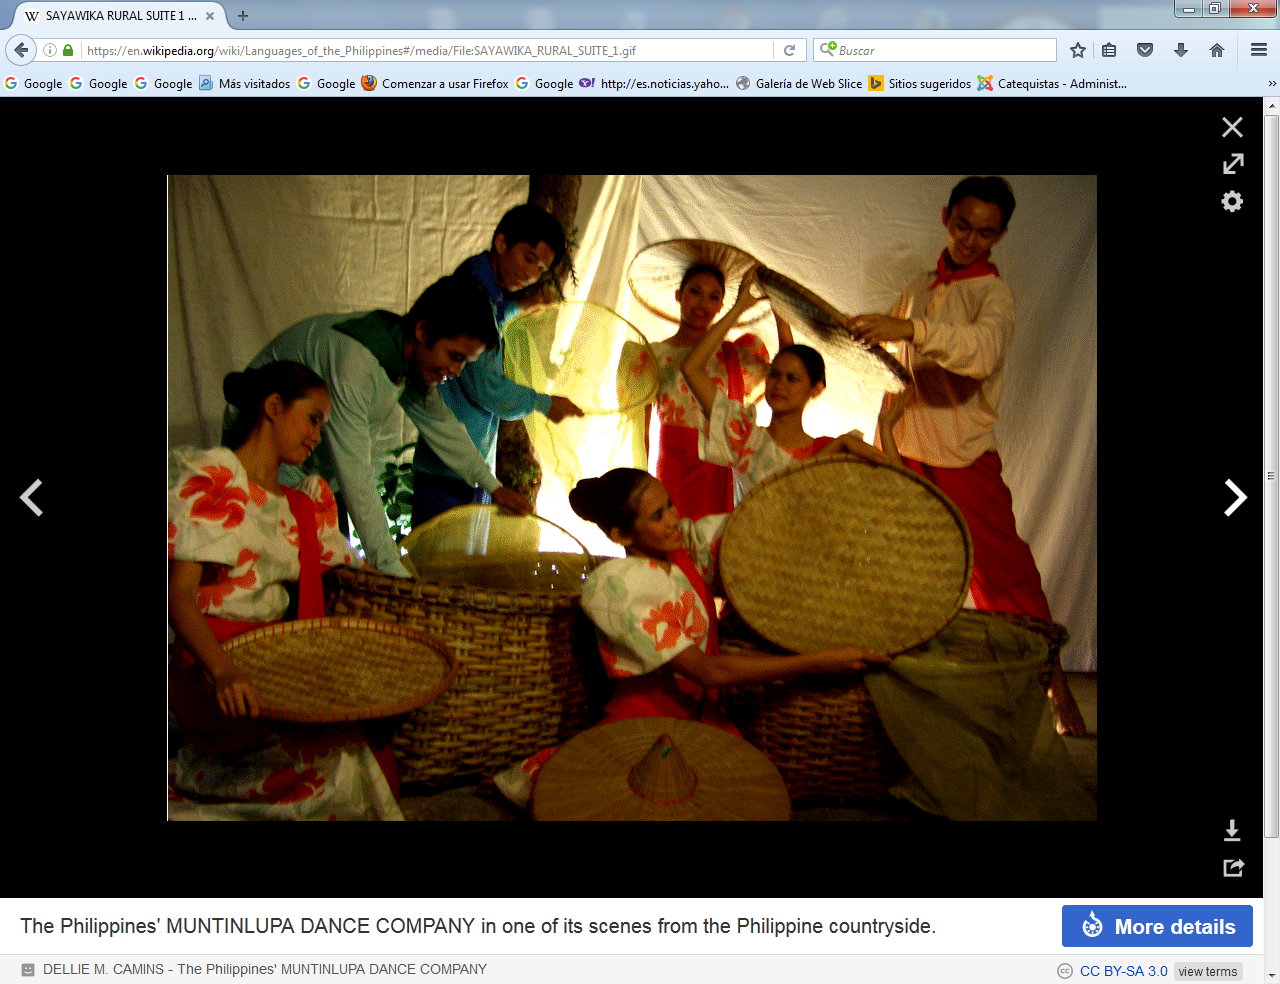 SAYAWIKA RURAL SUITE 1 ...
https://en.wikipedia.org/wiki/Languages_of_the_Philippines#/media/File:SAYAWIKA_RURAL_SUITE_1.gif
Buscar
Google Google Google Más visitados Google Comenzar a usar Firefox Google http://es.noticias.yaho... Galería de Web Slice Sitios sugeridos Catequistas - Administ...
The Philippines' MUNTINLUPA DANCE COMPANY in one of its scenes from the Philippine countryside.
More details
DELLIE M. CAMINS - The Philippines' MUNTINLUPA DANCE COMPANY
CC BY-SA 3.0 view terms